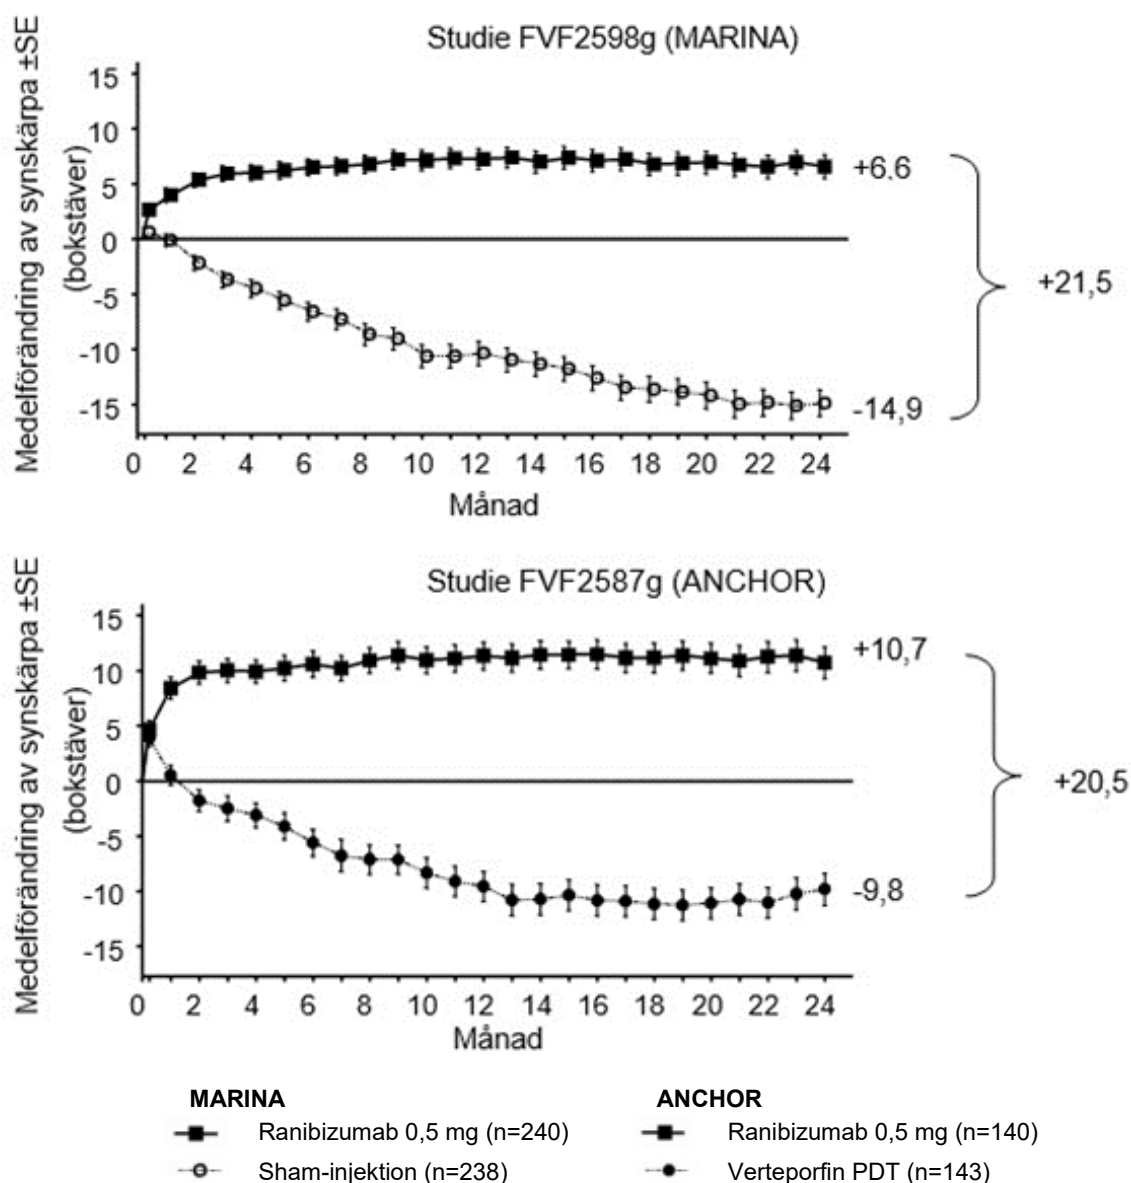 Studie FVF2598g (MARINA)
Medelförändring av synskärpa ±SE
(bokstäver)
15
10
5
0
-5
-10
-15
+6.6
-14,9
+21,5
0 2 4 6 8 10 12 14 16 18 20 22 24
Månad
Studie FVF2587g (ANCHOR)
Medelförändring av synskärpa ±SE
(bokstäver)
15
10
5
0
-5
-10
-15
+10,7
-9,8
+20,5
0 2 4 6 8 10 12 14 16 18 20 22 24
Månad
MARINA
Ranibizumab 0,5 mg (n=240)
Sham-injektion (n=238)
ANCHOR
Ranibizumab 0,5 mg (n=140)
Verteporfin PDT (n=143)